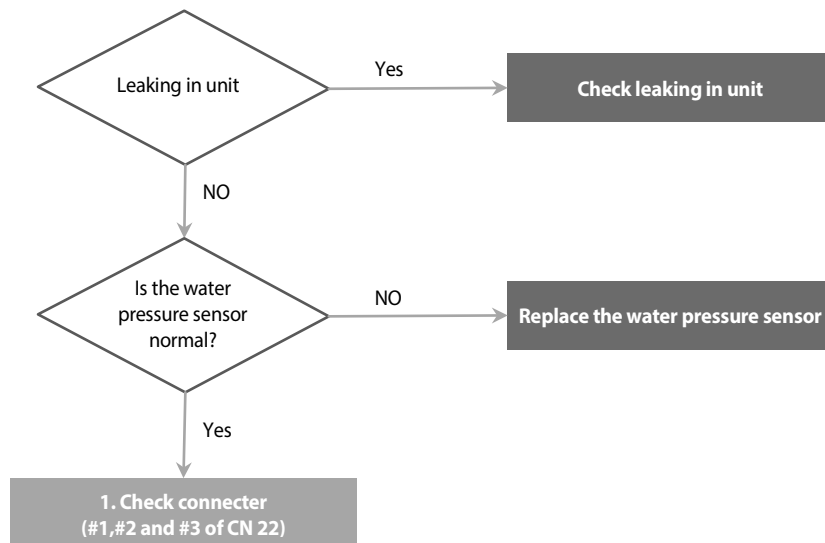 Leaking in unit
Yes
Check leaking in unit
NO
Is the water
pressure sensor
normal?
NO
Replace the water pressure sensor
Yes
1. Check connecter
(#1,#2 and #3 of CN 22)